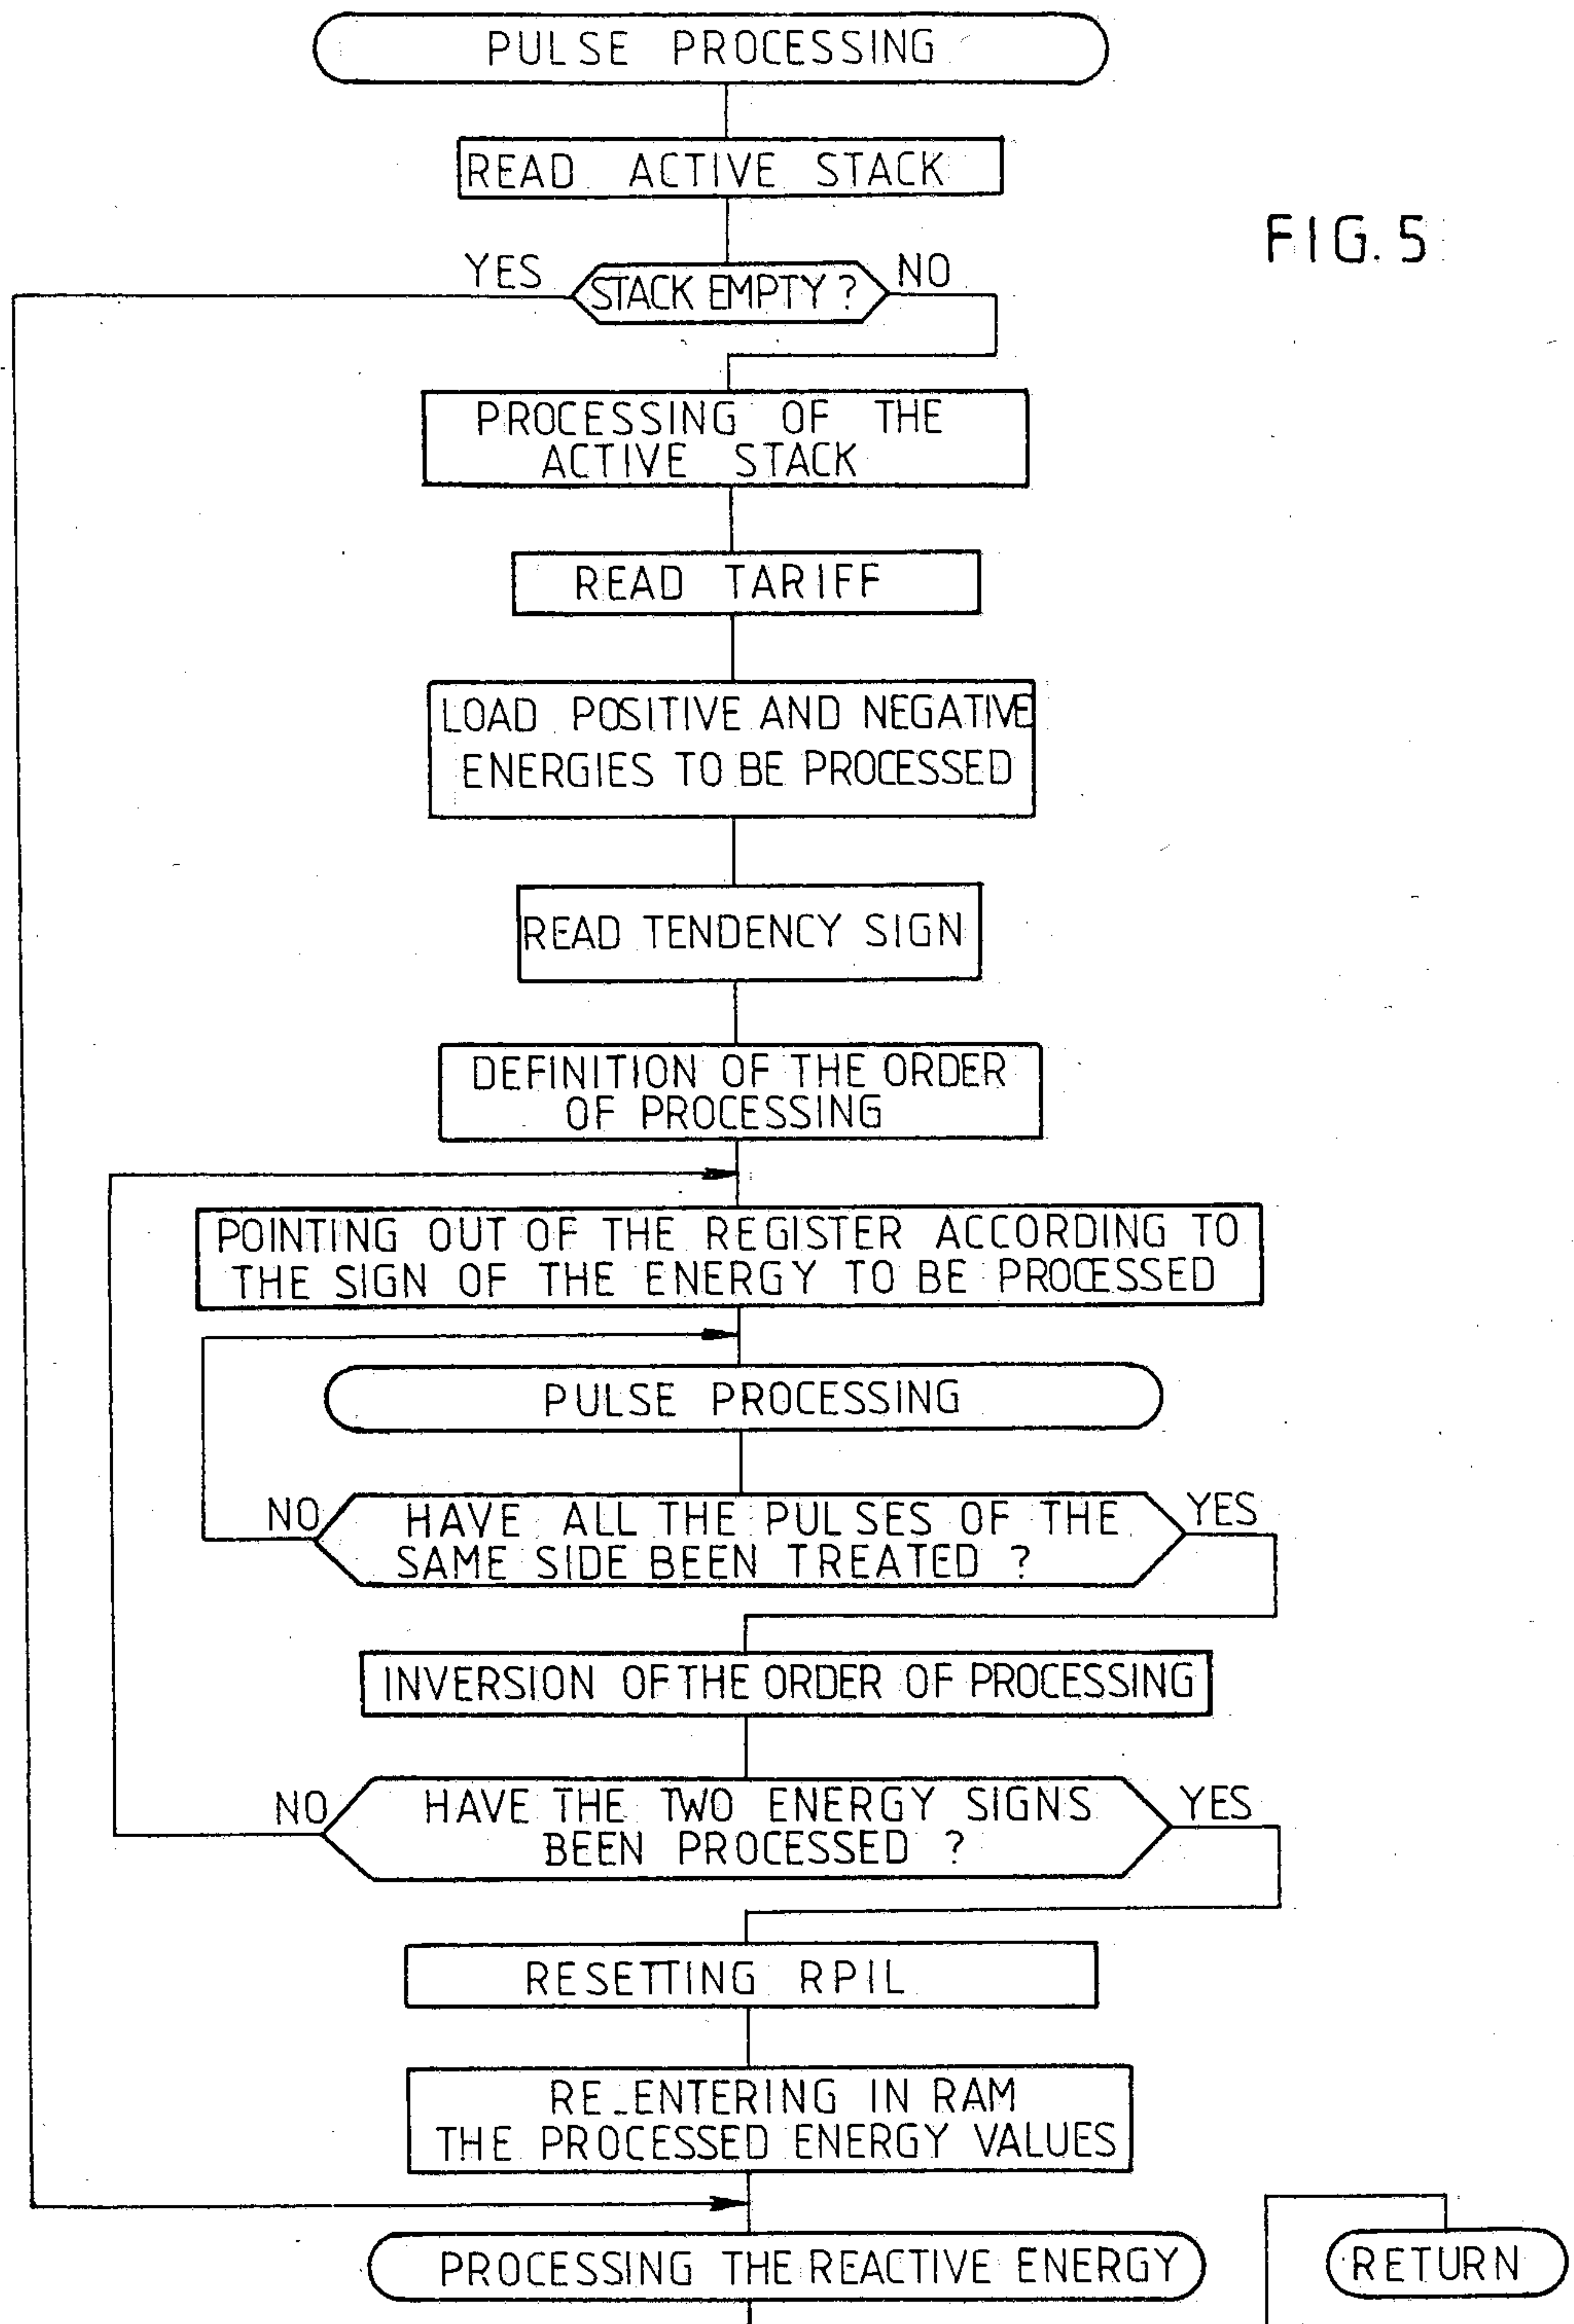 PULSE PROCESSING
READ ACTIVE STACK
FIG. 5
YES
STACK EMPTY ?
NO
PROCESSING OF THE
ACTIVE STACK
READ TARIFF
LOAD POSITIVE AND NEGATIVE
ENERGIES TO BE PROCESSED
READ TENDENCY SIGN
DEFINITION OF THE ORDER
OF PROCESSING
POINTING OUT OF THE REGISTER ACCORDING TO
THE SIGN OF THE ENERGY TO BE PROCESSED
PULSE PROCESSING
NO
HAVE ALL THE PULSES OF THE
SAME SIDE BEEN TREATED ?
YES
INVERSION OF THE ORDER OF PROCESSING
NO
HAVE THE TWO ENERGY SIGNS
BEEN PROCESSED ?
YES
RESETTING RPIL
RE_ENTERING IN RAM
THE PROCESSED ENERGY VALUES
PROCESSING THE REACTIVE ENERGY
RETURN